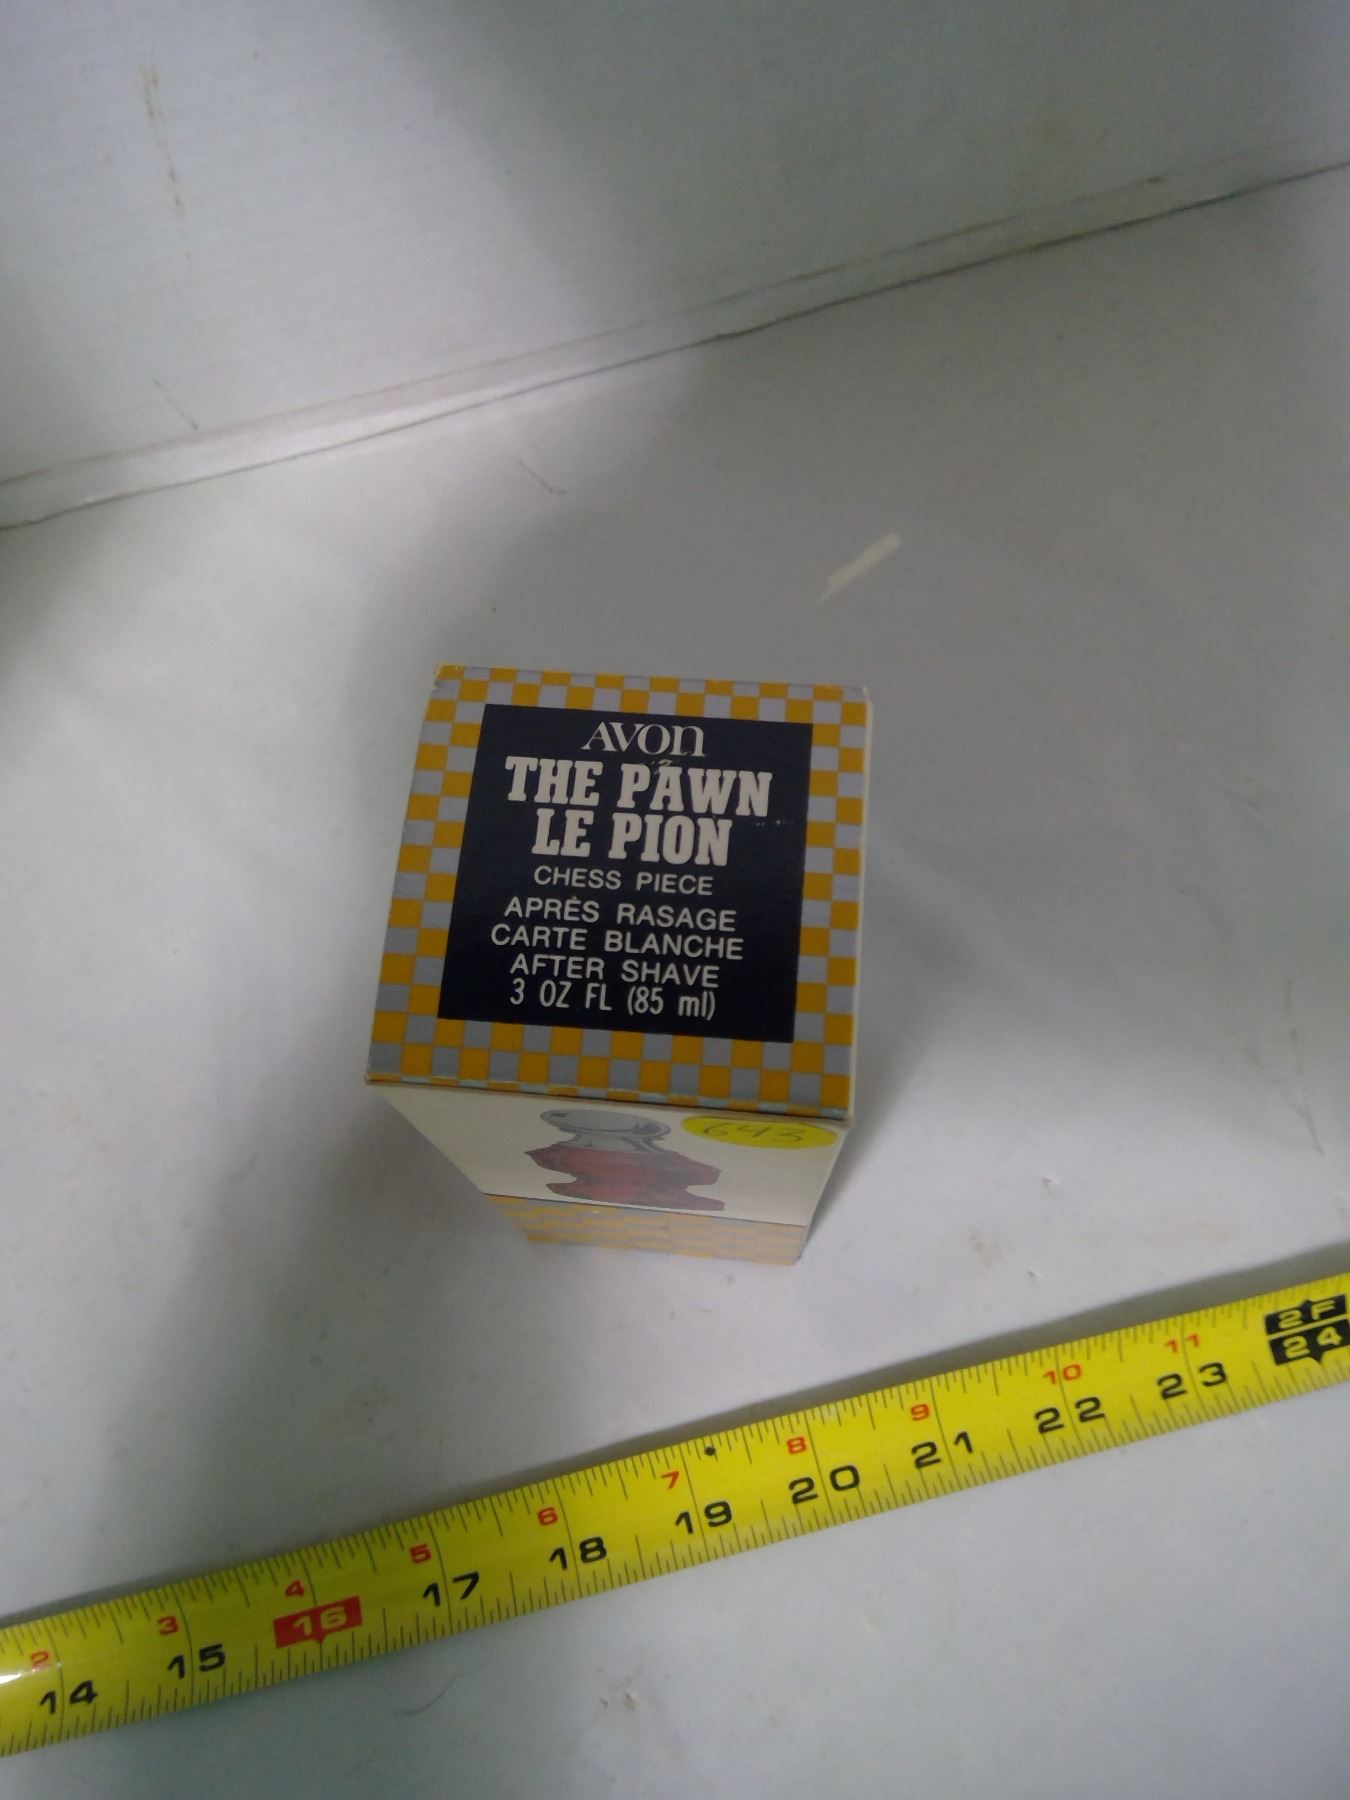 AVON
THE PAWN
LE PION
CHESS PIECE
APRÈS RASAGE
CARTE BLANCHE
AFTER SHAVE
3 OZ FL (85 ml)
643
2 3 4 5 6 7 8 9 10 11 2F
14 15 16 17 18 19 20 21 22 23 24